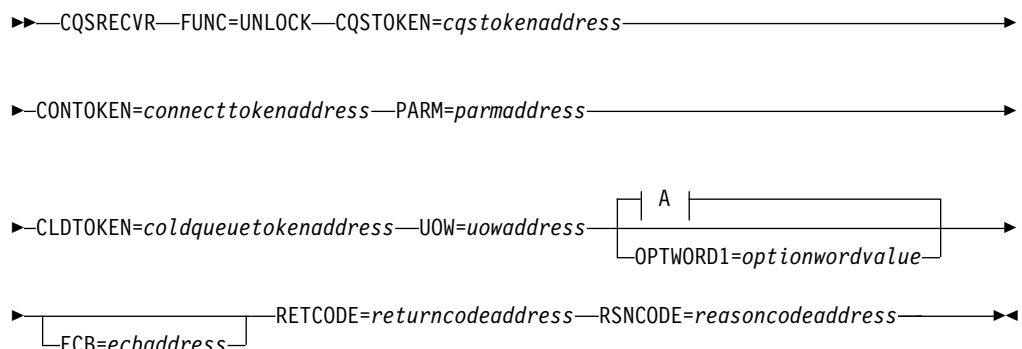 CQSRECVR FUNC=UNLOCK CQSTOKEN=cqstokenaddress
CONTOKEN=connecttokenaddress PARM=parmaddress
A
CLDTOKEN=coldqueuetokenaddress UOW=uowaddress
OPTWORD1=optionwordvalue
RETCODE=returncodeaddress RSNCODE=reasoncodeaddress
ECB=ecbaddress